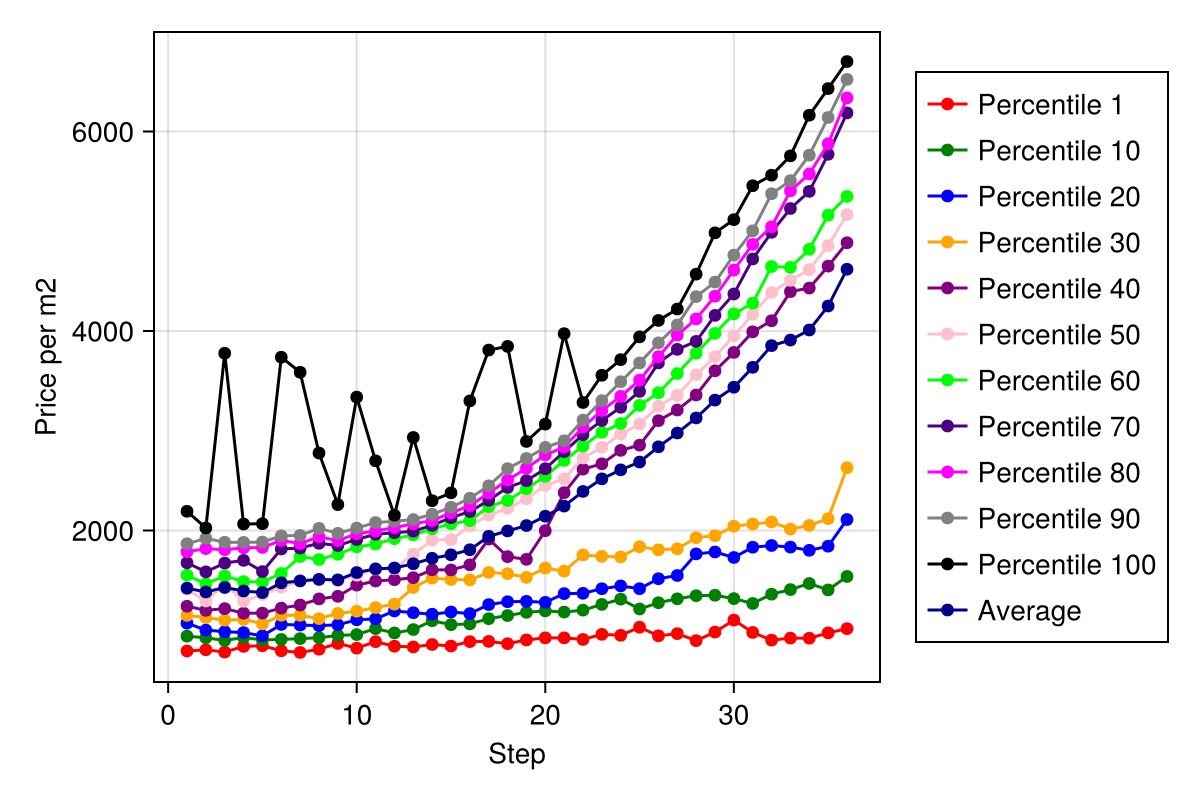 Price per m2
6000
4000
2000
0
10
20
30
Step
Percentile 1
Percentile 10
Percentile 20
Percentile 30
Percentile 40
Percentile 50
Percentile 60
Percentile 70
Percentile 80
Percentile 90
Percentile 100
Average